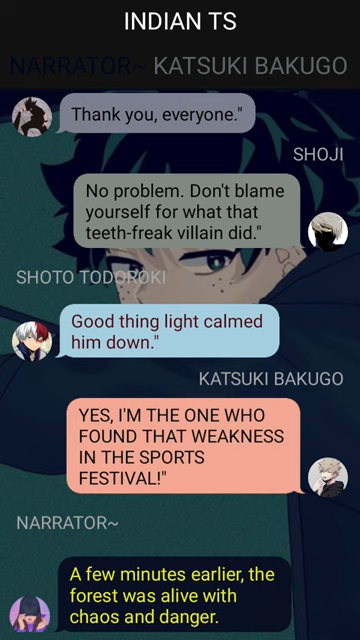 INDIAN TS
NARRATOR~ KATSUKI BAKUGO
Thank you, everyone."
SHOJI
No problem. Don't blame
yourself for what that
teeth-freak villain did."
SHOTO TODOROKI
Good thing light calmed
him down."
KATSUKI BAKUGO
YES, I'M THE ONE WHO
FOUND THAT WEAKNESS
IN THE SPORTS
FESTIVAL!"
NARRATOR~
A few minutes earlier, the
forest was alive with
chaos and danger.